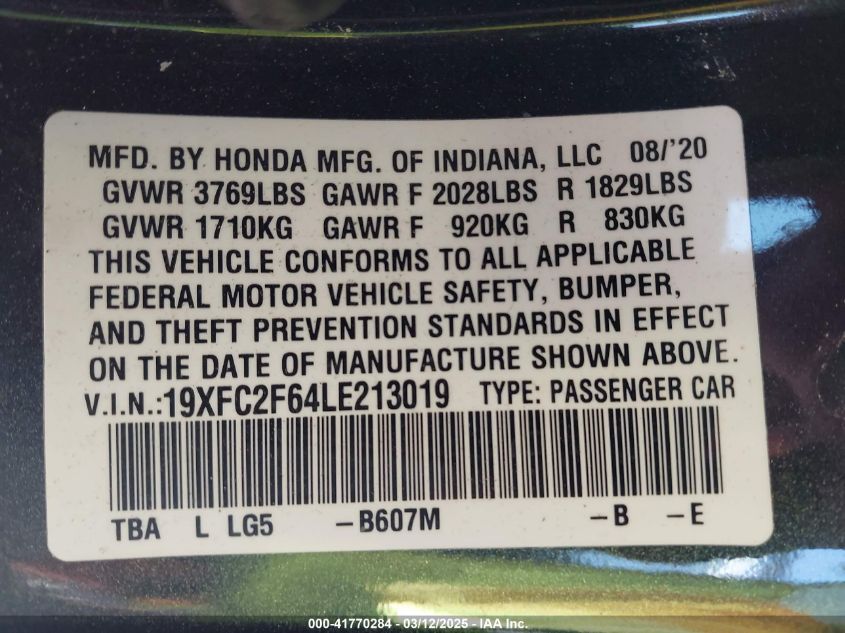 MFD. BY HONDA MFG. OF INDIANA, LLC 08/'20
GVWR 3769LBS GAWR F 2028LBS R 1829LBS
GVWR 1710KG GAWR F 920KG R 830KG
THIS VEHICLE CONFORMS TO ALL APPLICABLE
FEDERAL MOTOR VEHICLE SAFETY, BUMPER,
AND THEFT PREVENTION STANDARDS IN EFFECT
ON THE DATE OF MANUFACTURE SHOWN ABOVE.
V.I.N.:19XFC2F64LE213019 TYPE: PASSENGER CAR
TBA L LG5 -B607M -B -E
000-41770284 - 03/12/2025 - IAA Inc.